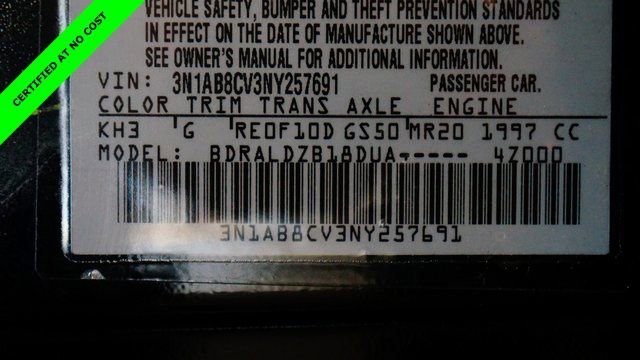 CERTIFIED AT NO COST
VEHICLE SAFETY, BUMPER AND THEFT PREVENTION STANDARDS
IN EFFECT ON THE DATE OF MANUFACTURE SHOWN ABOVE.
SEE OWNER'S MANUAL FOR ADDITIONAL INFORMATION.
VIN: 3N1AB8CV3NY257691 PASSENGER CAR.
COLOR TRIM TRANS AXLE ENGINE
KH3 G RE0F10D GS50 MR20 1997 CC
MODEL: BDRALDZB18DUA----- 4Z000
3N1AB8CV3NY257691